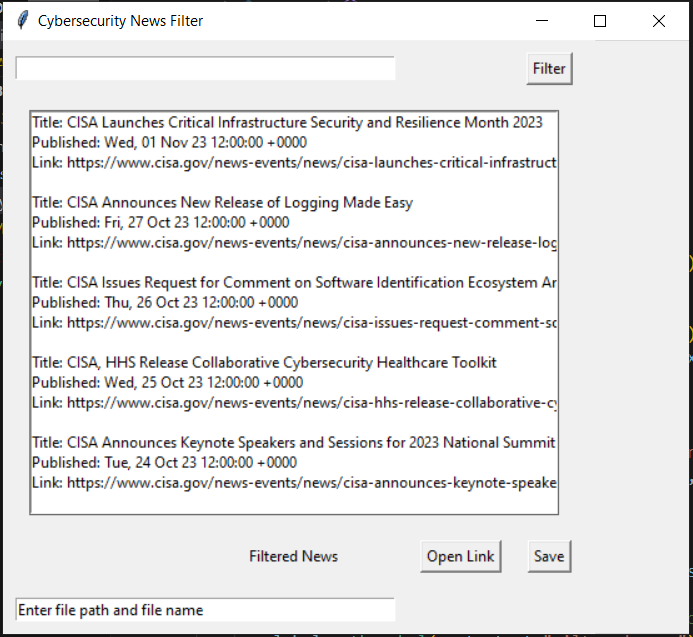 Cybersecurity News Filter
Filter
Title: CISA Launches Critical Infrastructure Security and Resilience Month 2023
Published: Wed, 01 Nov 23 12:00:00 +0000
Link: https://www.cisa.gov/news-events/news/cisa-launches-critical-infrastruct
Title: CISA Announces New Release of Logging Made Easy
Published: Fri, 27 Oct 23 12:00:00 +0000
Link: https://www.cisa.gov/news-events/news/cisa-announces-new-release-log
Title: CISA Issues Request for Comment on Software Identification Ecosystem An
Published: Thu, 26 Oct 23 12:00:00 +0000
Link: https://www.cisa.gov/news-events/news/cisa-issues-request-comment-so
Title: CISA, HHS Release Collaborative Cybersecurity Healthcare Toolkit
Published: Wed, 25 Oct 23 12:00:00 +0000
Link: https://www.cisa.gov/news-events/news/cisa-hhs-release-collaborative-cy
Title: CISA Announces Keynote Speakers and Sessions for 2023 National Summit
Published: Tue, 24 Oct 23 12:00:00 +0000
Link: https://www.cisa.gov/news-events/news/cisa-announces-keynote-speake
Filtered News
Open Link
Save
Enter file path and file name